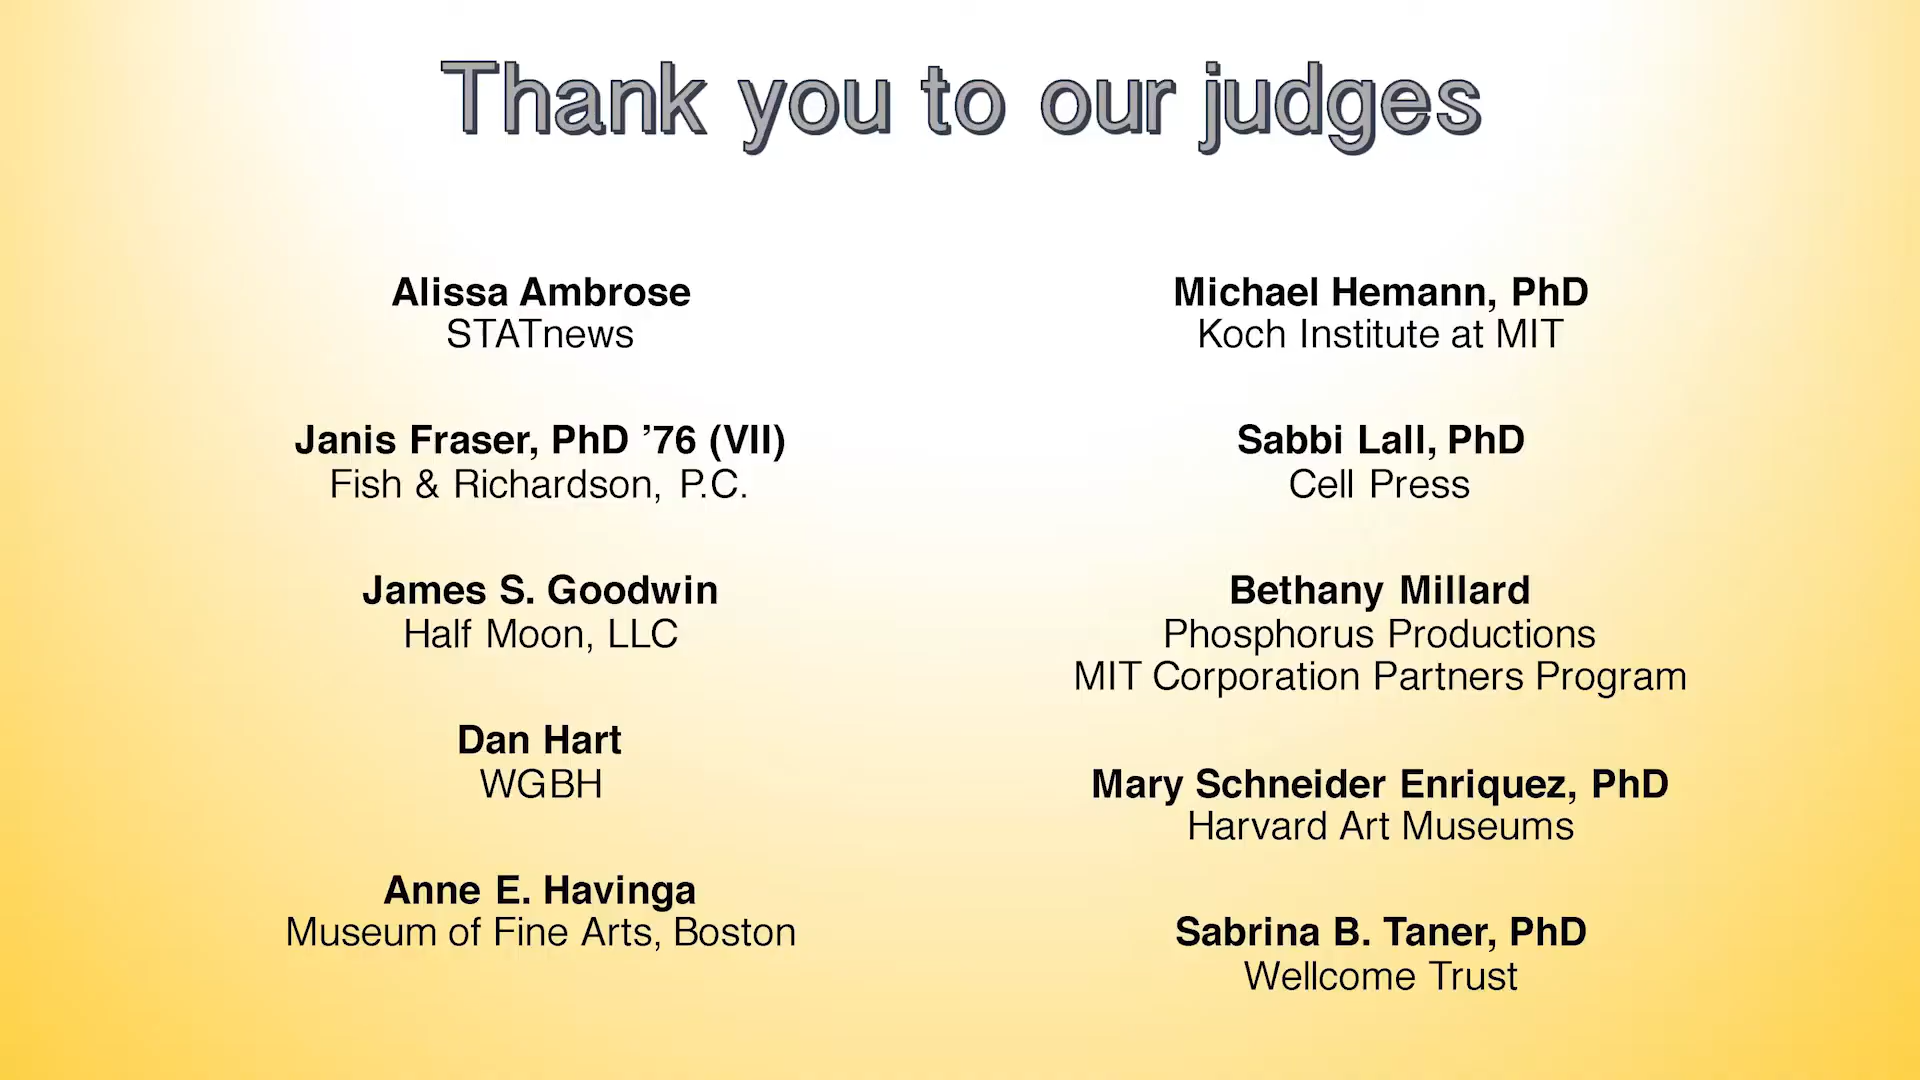 Thank you to our judges
Alissa Ambrose
STATnews
Janis Fraser, PhD ’76 (VII)
Fish & Richardson, P.C.
James S. Goodwin
Half Moon, LLC
Dan Hart
WGBH
Anne E. Havinga
Museum of Fine Arts, Boston
Michael Hemann, PhD
Koch Institute at MIT
Sabbi Lall, PhD
Cell Press
Bethany Millard
Phosphorus Productions
MIT Corporation Partners Program
Mary Schneider Enriquez, PhD
Harvard Art Museums
Sabrina B. Taner, PhD
Wellcome Trust